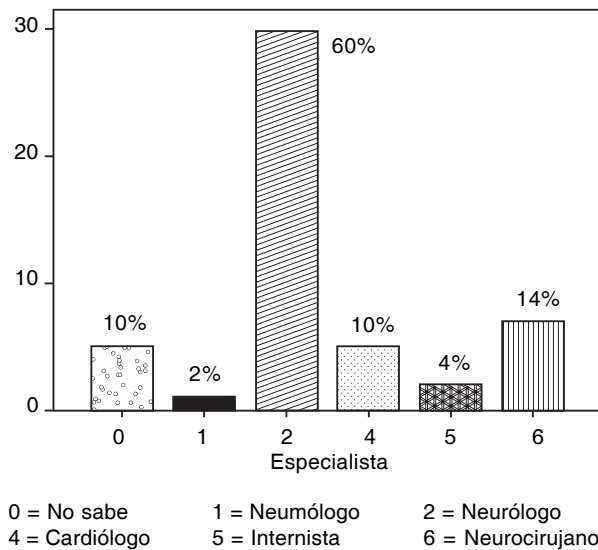 30
60%
20
10
10%
2%
10%
4%
14%
0
0 1 2 4 5 6
Especialista
0 = No sabe 1 = Neumólogo 2 = Neurólogo
4 = Cardiólogo 5 = Internista 6 = Neurocirujano